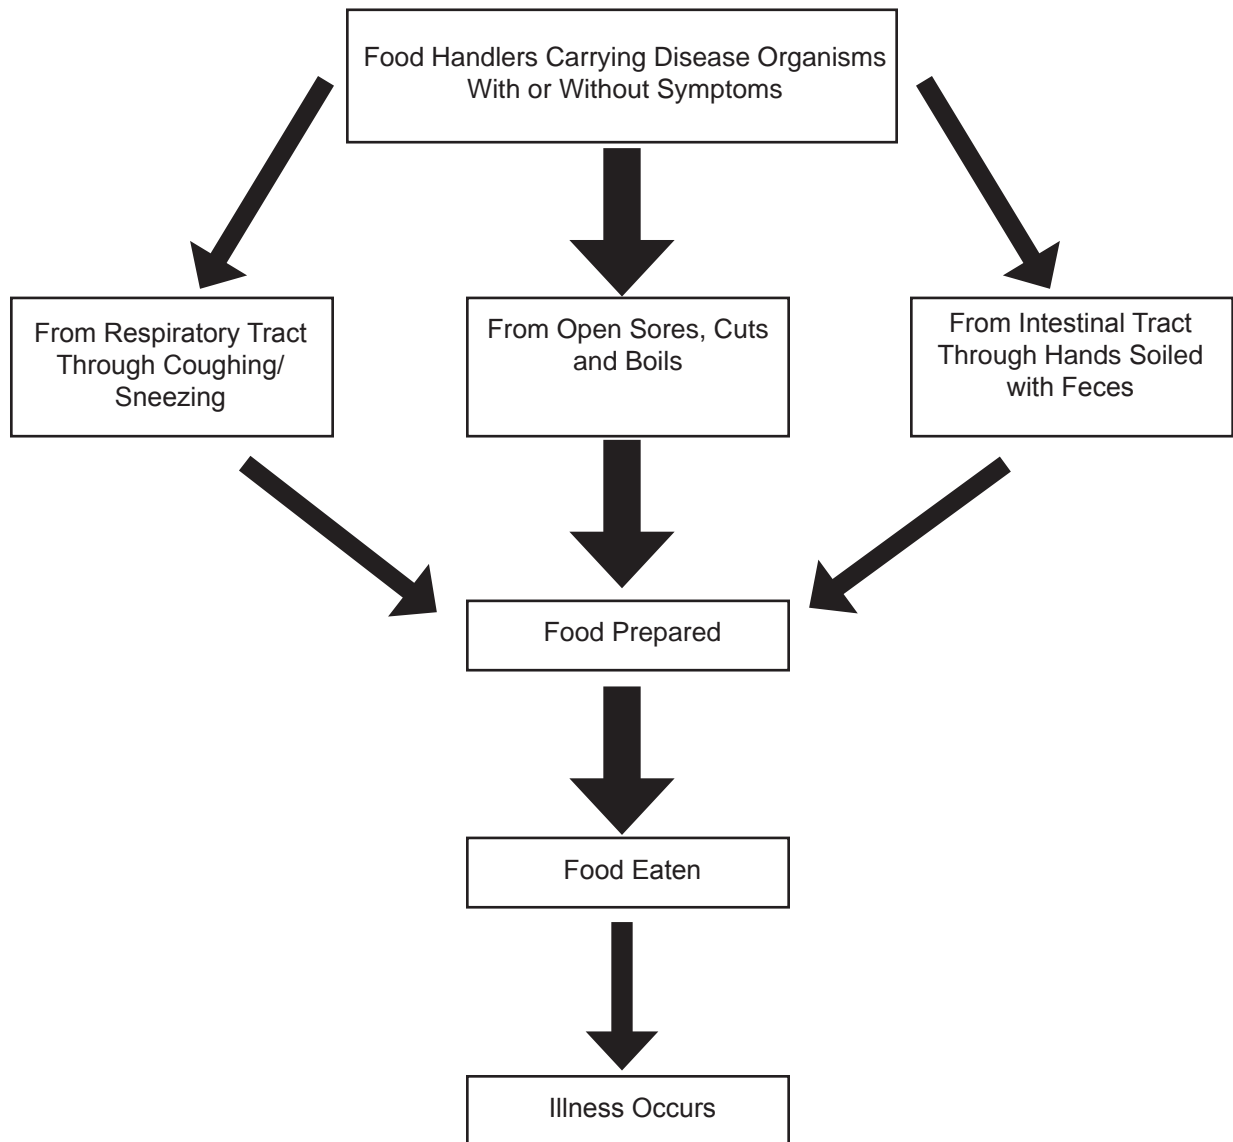 Food Handlers Carrying Disease Organisms
With or Without Symptoms
From Respiratory Tract
Through Coughing/
Sneezing
From Open Sores, Cuts
and Boils
From Intestinal Tract
Through Hands Soiled
with Feces
Food Prepared
Food Eaten
Illness Occurs